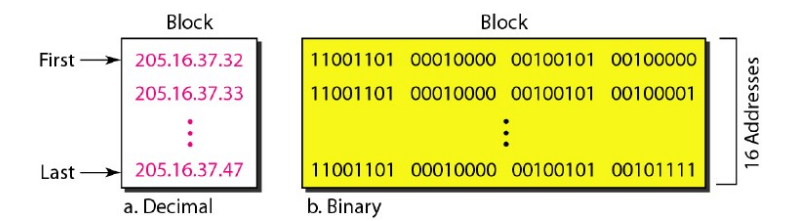 Block Block
First 205.16.37.32 11001101 00010000 00100101 00100000
205.16.37.33 11001101 00010000 00100101 00100001
Last 205.16.37.47 11001101 00010000 00100101 00101111
16 Addresses
a. Decimal b. Binary